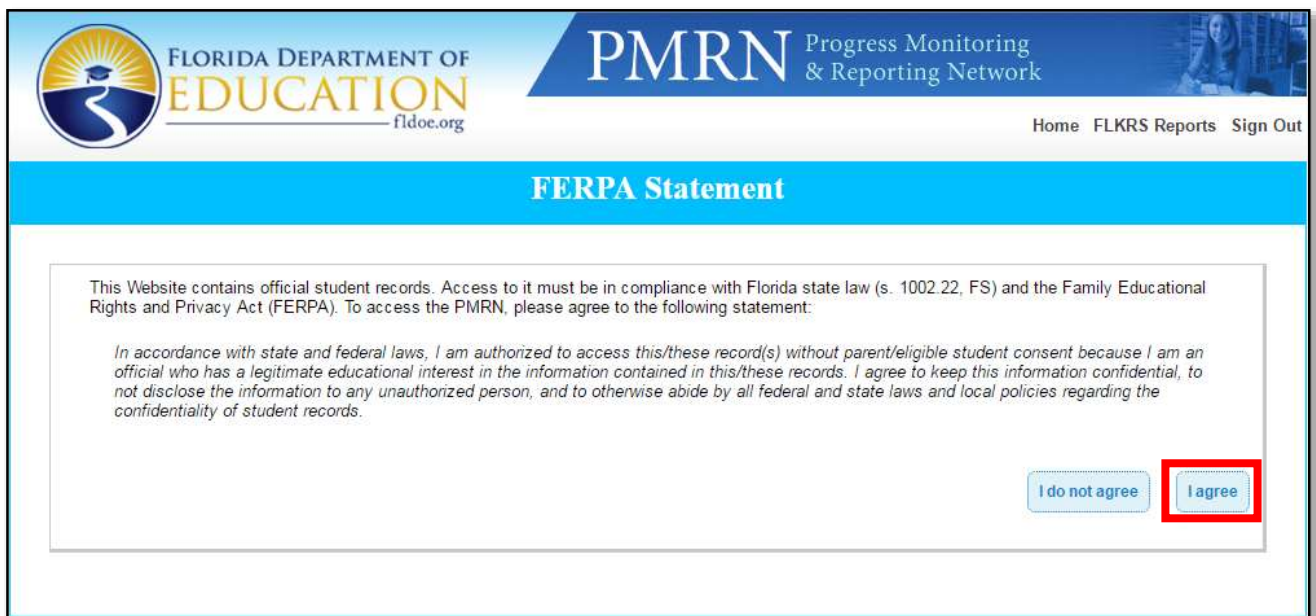 FLORIDA DEPARTMENT OF
EDUCATION
fldoe.org
PMRN Progress Monitoring
& Reporting Network
Home FLKRS Reports Sign Out
FERPA Statement
This Website contains official student records. Access to it must be in compliance with Florida state law (s. 1002.22, FS) and the Family Educational
Rights and Privacy Act (FERPA). To access the PMRN, please agree to the following statement:
In accordance with state and federal laws, I am authorized to access this/these record(s) without parent/eligible student consent because I am an
official who has a legitimate educational interest in the information contained in this/these records. I agree to keep this information confidential, to
not disclose the information to any unauthorized person, and to otherwise abide by all federal and state laws and local policies regarding the
confidentiality of student records.
I do not agree I agree